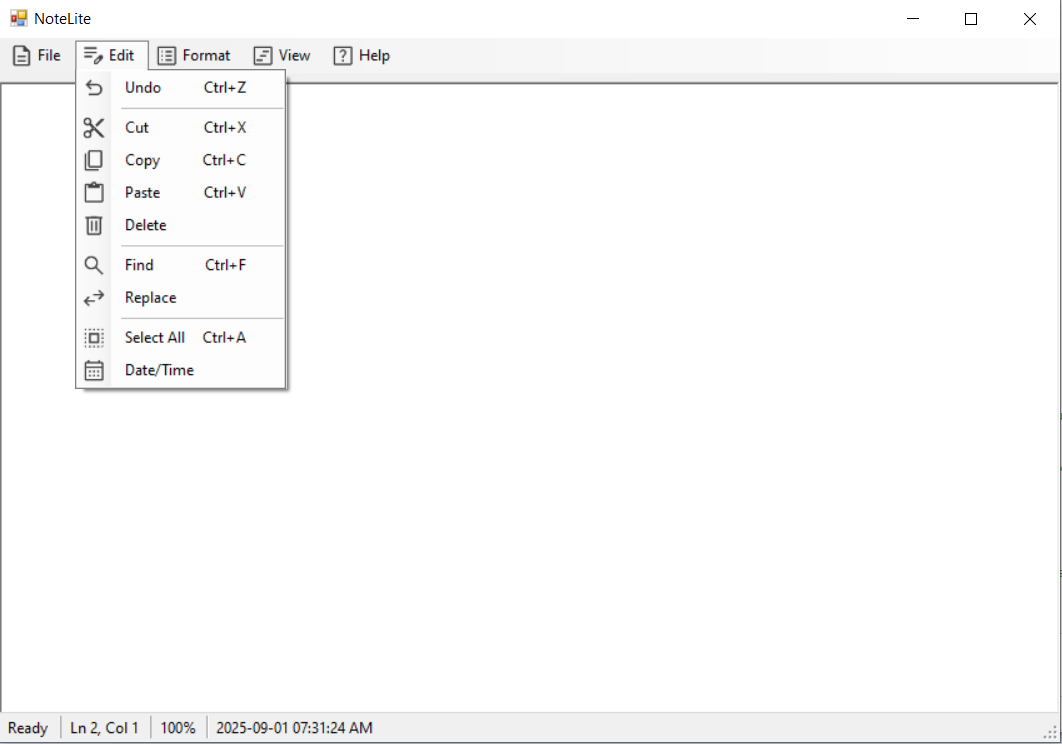 NoteLite
File Edit Format View Help
Undo Ctrl+Z
Cut Ctrl+X
Copy Ctrl+C
Paste Ctrl+V
Delete
Find Ctrl+F
Replace
Select All Ctrl+A
Date/Time
Ready Ln 2, Col 1 100% 2025-09-01 07:31:24 AM